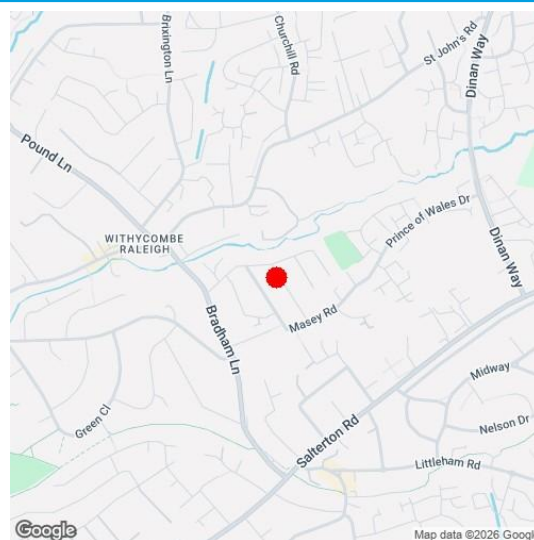 Brixington Ln
Churchill Rd
St John's Rd
Dinan Way
Pound Ln
Prince of Wales Dr
WITHYCOMBE
RALEIGH
Dinan Way
Bradham Ln
Masey Rd
Midway
Green Cl
Salterton Rd
Nelson Dr
Littleham Rd
Google
Map data ©2026 Google